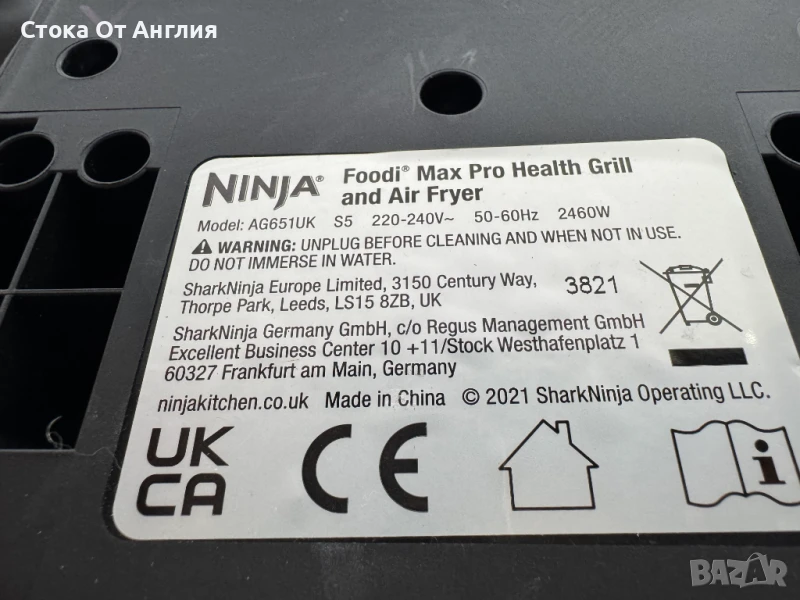 Стока От Англия
NINJA® Foodi® Max Pro Health Grill
and Air Fryer
Model: AG651UK S5 220-240V~ 50-60Hz 2460W
WARNING: UNPLUG BEFORE CLEANING AND WHEN NOT IN USE.
DO NOT IMMERSE IN WATER.
SharkNinja Europe Limited, 3150 Century Way,
Thorpe Park, Leeds, LS15 8ZB, UK
3821
SharkNinja Germany GmbH, c/o Regus Management GmbH
Excellent Business Center 10 +11/Stock Westhafenplatz 1
60327 Frankfurt am Main, Germany
ninjakitchen.co.uk Made in China © 2021 SharkNinja Operating LLC.
UK
CA
CE
i
BAZAR